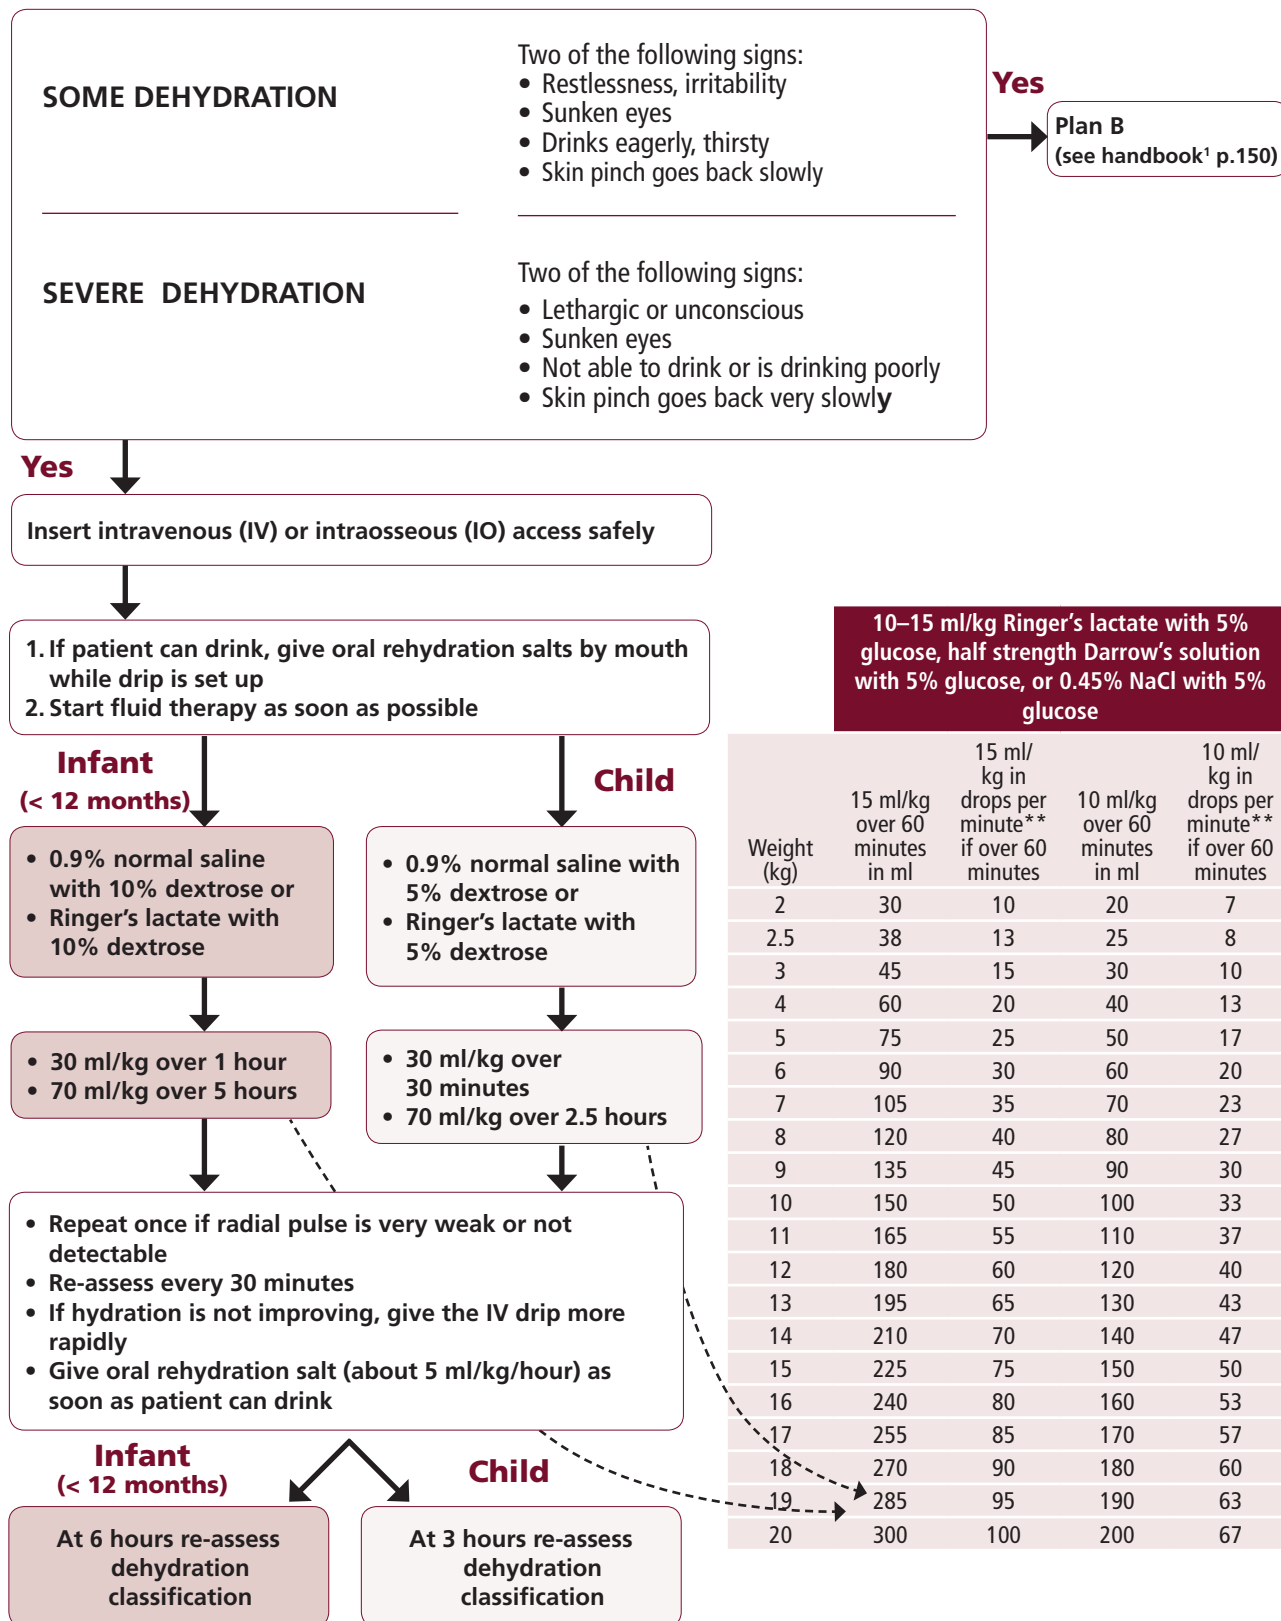 SOME DEHYDRATION
Two of the following signs:
• Restlessness, irritability
• Sunken eyes
• Drinks eagerly, thirsty
• Skin pinch goes back slowly
Yes
Plan B
(see handbook¹ p.150)
SEVERE DEHYDRATION
Two of the following signs:
• Lethargic or unconscious
• Sunken eyes
• Not able to drink or is drinking poorly
• Skin pinch goes back very slowly
Yes
Insert intravenous (IV) or intraosseous (IO) access safely
1. If patient can drink, give oral rehydration salts by mouth
while drip is set up
2. Start fluid therapy as soon as possible
Infant
(< 12 months)
Child
• 0.9% normal saline
with 10% dextrose or
• Ringer's lactate with
10% dextrose
• 0.9% normal saline with
5% dextrose or
• Ringer's lactate with
5% dextrose
• 30 ml/kg over 1 hour
• 70 ml/kg over 5 hours
• 30 ml/kg over
30 minutes
• 70 ml/kg over 2.5 hours
• Repeat once if radial pulse is very weak or not
detectable
• Re-assess every 30 minutes
• If hydration is not improving, give the IV drip more
rapidly
• Give oral rehydration salt (about 5 ml/kg/hour) as
soon as patient can drink
Infant
(< 12 months)
Child
At 6 hours re-assess
dehydration
classification
At 3 hours re-assess
dehydration
classification
10–15 ml/kg Ringer's lactate with 5%
glucose, half strength Darrow's solution
with 5% glucose, or 0.45% NaCl with 5%
glucose
Weight
(kg)
15 ml/kg
over 60
minutes
in ml
15 ml/
kg in
drops per
minute**
if over 60
minutes
10 ml/kg
over 60
minutes
in ml
10 ml/
kg in
drops per
minute**
if over 60
minutes
2 30 10 20 7
2.5 38 13 25 8
3 45 15 30 10
4 60 20 40 13
5 75 25 50 17
6 90 30 60 20
7 105 35 70 23
8 120 40 80 27
9 135 45 90 30
10 150 50 100 33
11 165 55 110 37
12 180 60 120 40
13 195 65 130 43
14 210 70 140 47
15 225 75 150 50
16 240 80 160 53
17 255 85 170 57
18 270 90 180 60
19 285 95 190 63
20 300 100 200 67